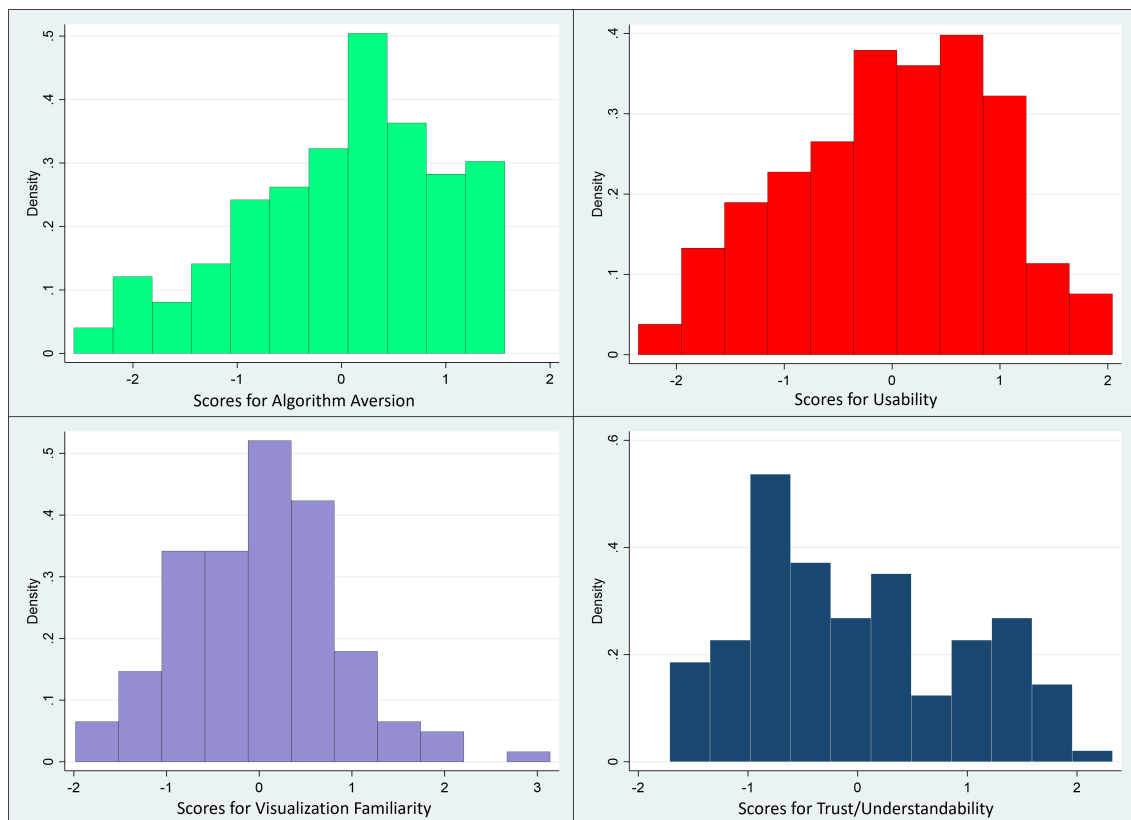 Density
.5
.4
.3
.2
.1
0
-2 -1 0 1 2
Scores for Algorithm Aversion
Density
.4
.3
.2
.1
0
-2 -1 0 1 2
Scores for Usability
Density
.5
.4
.3
.2
.1
0
-2 -1 0 1 2 3
Scores for Visualization Familiarity
Density
.6
.4
.2
0
-2 -1 0 1 2
Scores for Trust/Understandability